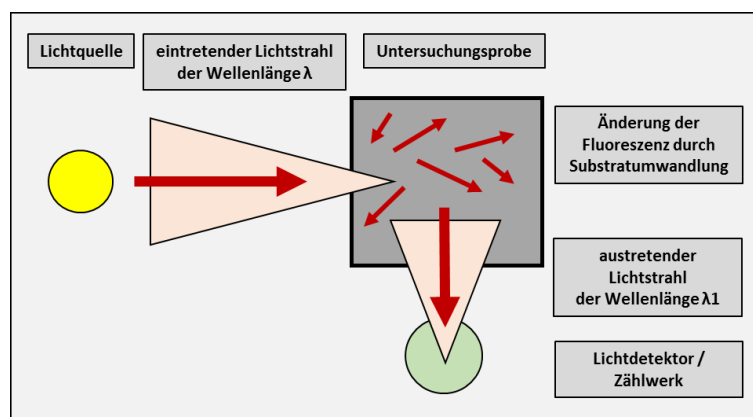 Lichtquelle
eintretender Lichtstrahl
der Wellenlänge λ
Untersuchungsprobe
Änderung der
Fluoreszenz durch
Substratumwandlung
austretender
Lichtstrahl
der Wellenlänge λ1
Lichtdetektor /
Zählwerk